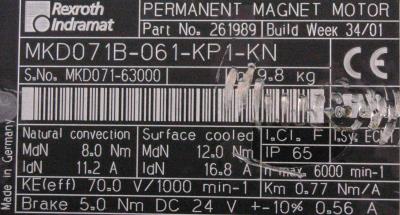 Rexroth
Indramat
PERMANENT MAGNET MOTOR
Part No. 261989 Build Week 34/01
MKD071B-061-KP1-KN
S.No. MKD071-63000
9.8 kg
CE
Made in Germany
Natural convection Surface cooled I.Cl. F I.Sy. EC
MdN 8.0 Nm MdN 12.0 Nm IP 65
IdN 11.2 A IdN 16.8 A n-max. 6000 min-1
KE(eff) 70.0 V/1000 min-1 Km 0.77 Nm/A
Brake 5.0 Nm DC 24 V +-10% 0.56 A